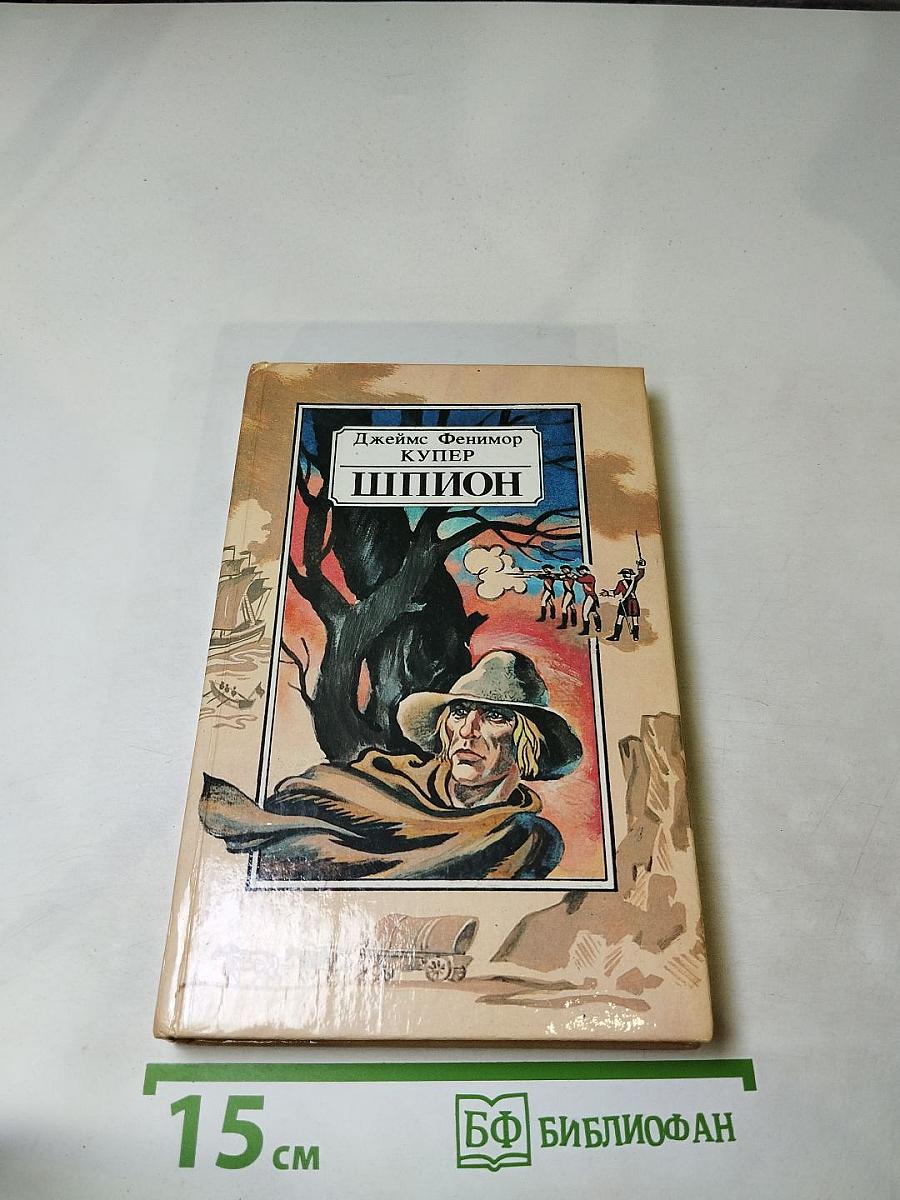 Джеймс Фенимор
КУПЕР
ШПИОН
15 см
БФ БИБЛИОФАН